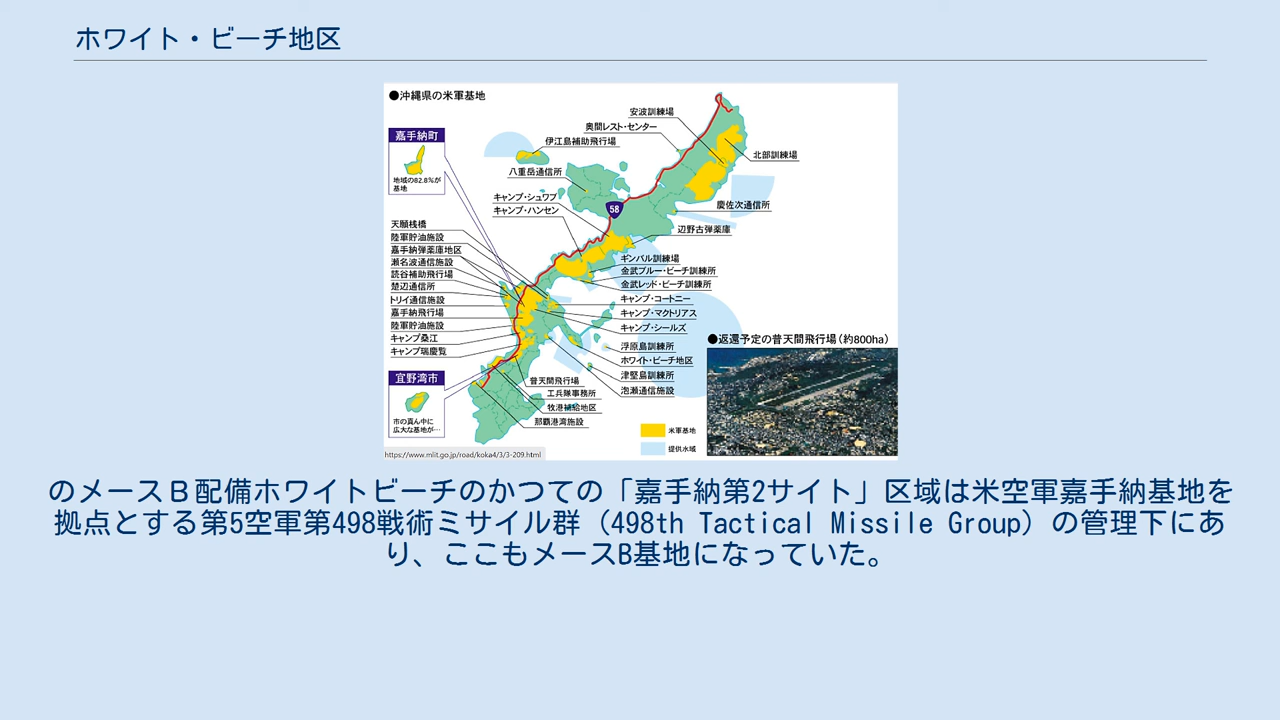 ホワイト・ビーチ地区
●沖縄県の米軍基地
嘉手納町
地域の82.8%が
基地
安波訓練場
奥間レスト・センター
伊江島補助飛行場
北部訓練場
八重岳通信所
キャンプ・シュワブ
キャンプ・ハンセン
58
慶佐次通信所
辺野古弾薬庫
天願桟橋
陸軍貯油施設
嘉手納弾薬庫地区
瀬名波通信施設
読谷補助飛行場
楚辺通信所
トリイ通信施設
嘉手納飛行場
陸軍貯油施設
キャンプ桑江
キャンプ瑞慶覧
ギンバル訓練場
金武ブルー・ビーチ訓練所
金武レッド・ビーチ訓練所
キャンプ・コートニー
キャンプ・マクトリアス
キャンプ・シールズ
浮原島訓練所
ホワイト・ビーチ地区
津堅島訓練所
泡瀬通信施設
宜野湾市
市の真ん中に
広大な基地が…
普天間飛行場
工兵隊事務所
牧港補給地区
那覇港湾施設
米軍基地
提供水域
●返還予定の普天間飛行場(約800ha)
https://www.mlit.go.jp/road/koka4/3/3-209.html
のメースＢ配備ホワイトビーチのかつての「嘉手納第2サイト」区域は米空軍嘉手納基地を
拠点とする第5空軍第498戦術ミサイル群（498th Tactical Missile Group）の管理下にあ
り、ここもメースB基地になっていた。